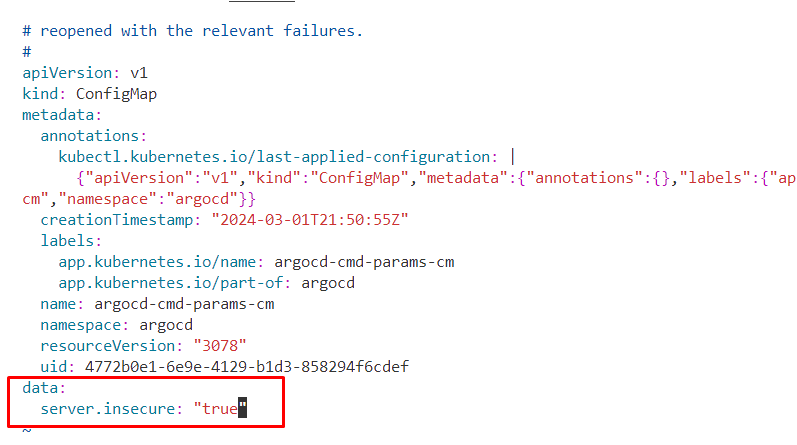 # reopened with the relevant failures.
#
apiVersion: v1
kind: ConfigMap
metadata:
  annotations:
    kubectl.kubernetes.io/last-applied-configuration: |
      {"apiVersion":"v1","kind":"ConfigMap","metadata":{"annotations":{},"labels":{"ap
cm","namespace":"argocd"}}
  creationTimestamp: "2024-03-01T21:50:55Z"
  labels:
    app.kubernetes.io/name: argocd-cmd-params-cm
    app.kubernetes.io/part-of: argocd
  name: argocd-cmd-params-cm
  namespace: argocd
  resourceVersion: "3078"
  uid: 4772b0e1-6e9e-4129-b1d3-858294f6cdef
data:
  server.insecure: "true"
~